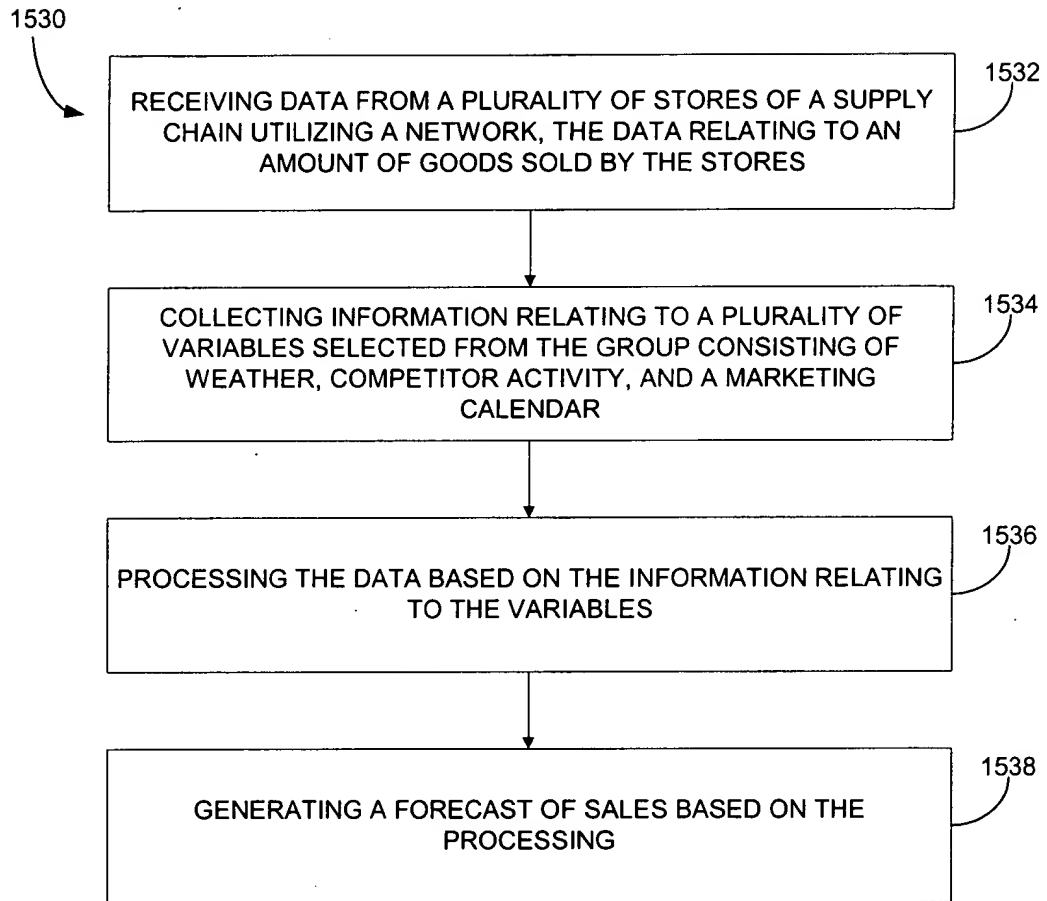 1530
1532
RECEIVING DATA FROM A PLURALITY OF STORES OF A SUPPLY
CHAIN UTILIZING A NETWORK, THE DATA RELATING TO AN
AMOUNT OF GOODS SOLD BY THE STORES
1534
COLLECTING INFORMATION RELATING TO A PLURALITY OF
VARIABLES SELECTED FROM THE GROUP CONSISTING OF
WEATHER, COMPETITOR ACTIVITY, AND A MARKETING
CALENDAR
1536
PROCESSING THE DATA BASED ON THE INFORMATION RELATING
TO THE VARIABLES
1538
GENERATING A FORECAST OF SALES BASED ON THE
PROCESSING